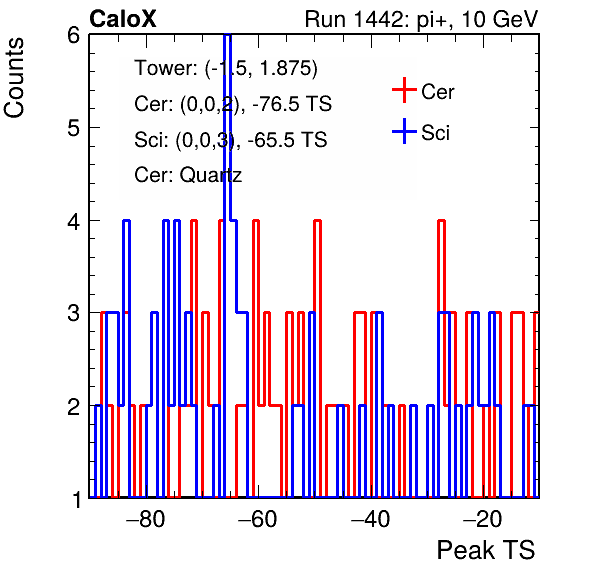 CaloX Run 1442: pi+, 10 GeV
Counts
6
Tower: (-1.5, 1.875)
Cer
Cer: (0,0,2), -76.5 TS
5
Sci
Sci: (0,0,3), -65.5 TS
Cer: Quartz
4
3
2
1
−80 −60 −40 −20
Peak TS